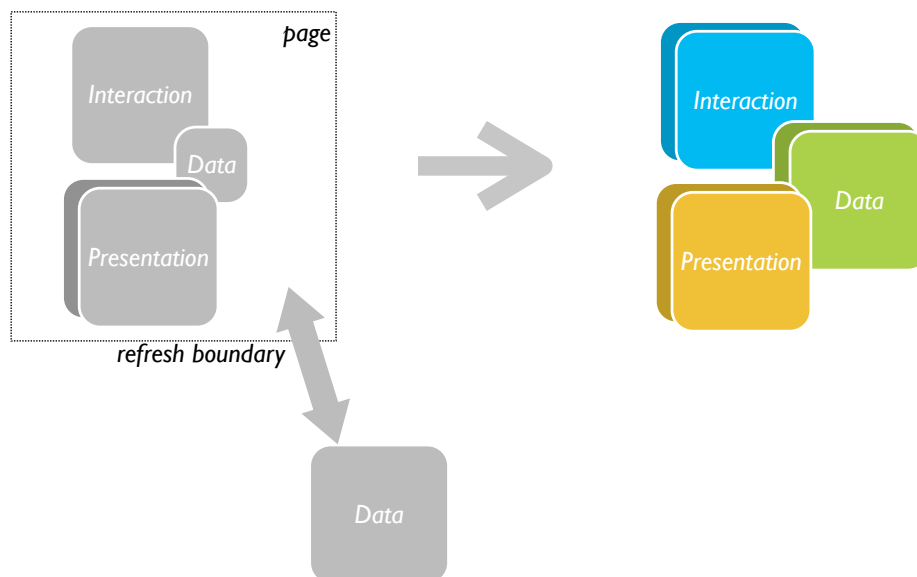 page
Interaction
Data
Presentation
refresh boundary
Data
Interaction
Data
Presentation